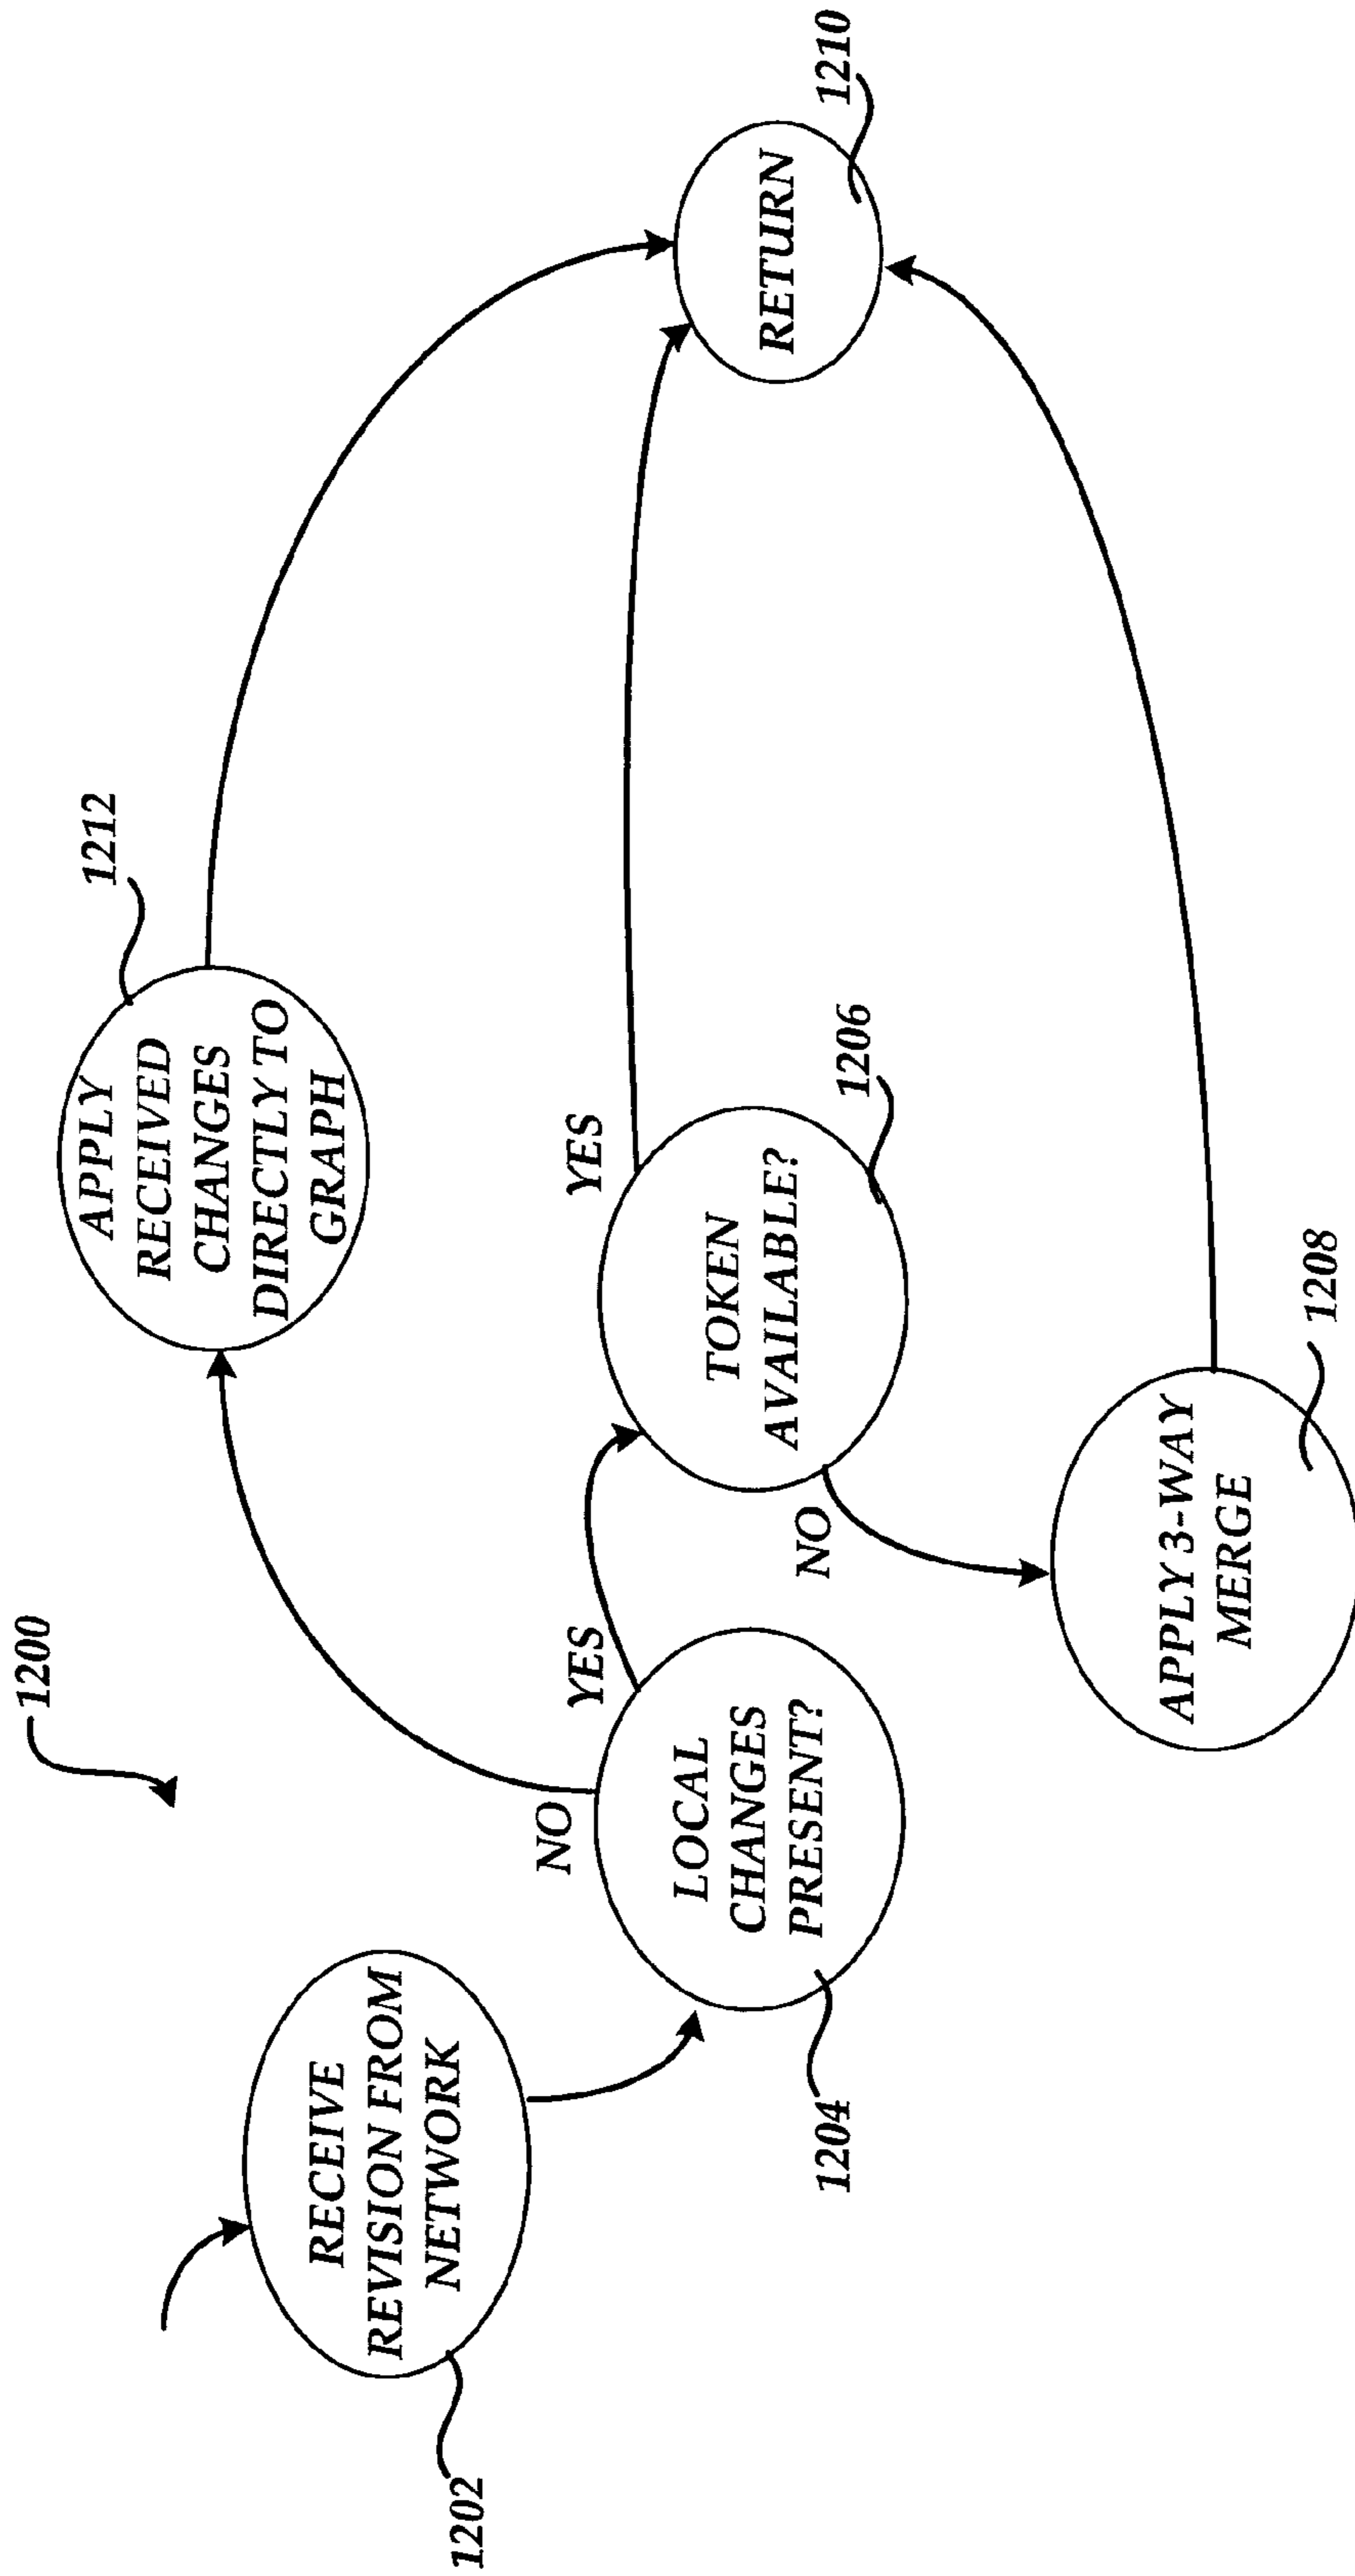 1200
1202
RECEIVE
REVISION FROM
NETWORK
1204
LOCAL
CHANGES
PRESENT?
NO
YES
1212
APPLY
RECEIVED
CHANGES
DIRECTLY TO
GRAPH
1206
TOKEN
AVAILABLE?
YES
NO
1208
APPLY 3-WAY
MERGE
1210
RETURN